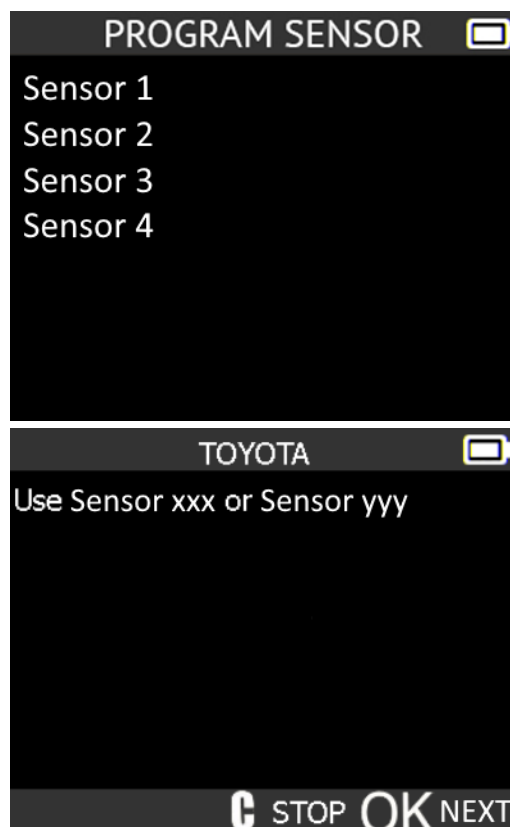 PROGRAM SENSOR
Sensor 1
Sensor 2
Sensor 3
Sensor 4
TOYOTA
Use Sensor xxx or Sensor yyy
C STOP OK NEXT